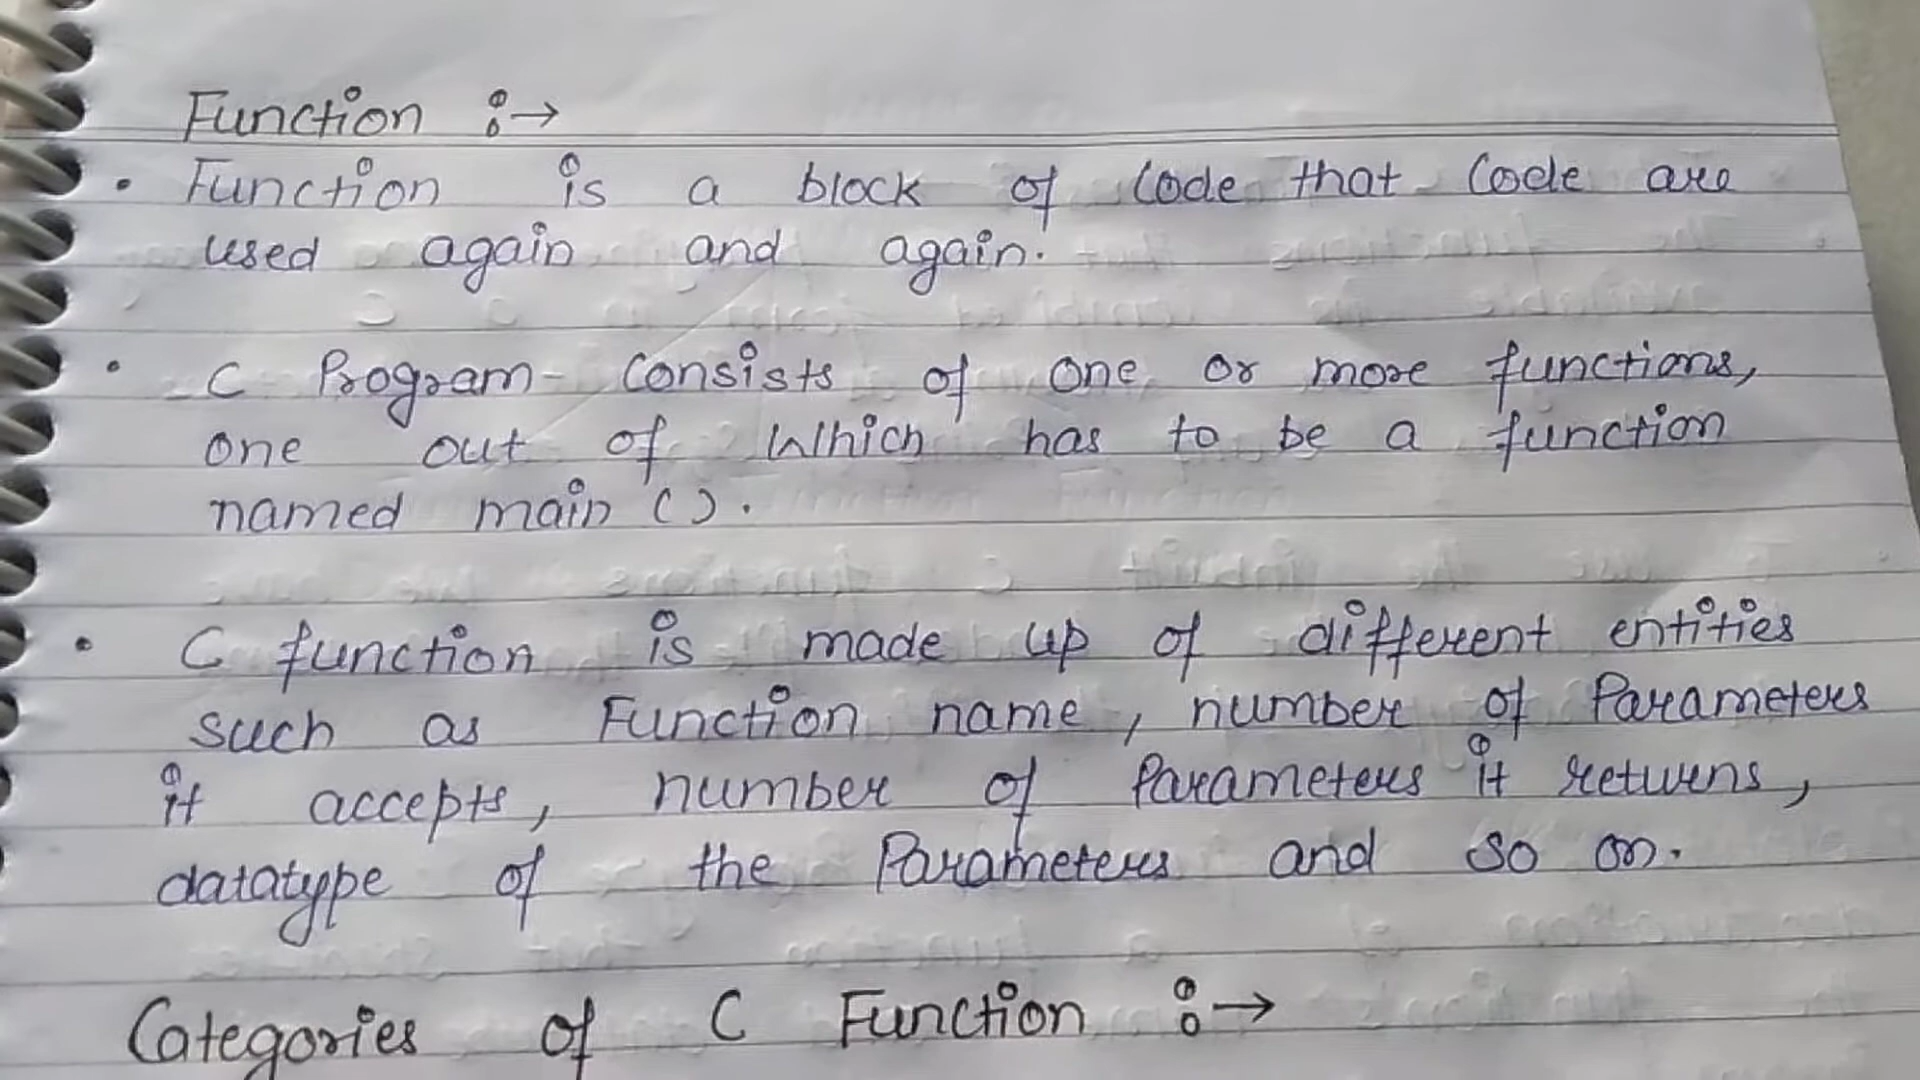 Function :→
• Function is a block of Code that Code are
used again and again.
• C Program consists of one or more functions,
one out of which has to be a function
named main ( ).
• C function is made up of different entities
such as Function name, number of Parameters
it accepts, number of Parameters it returns,
datatype of the Parameters and so on.
Categories of C Function :→